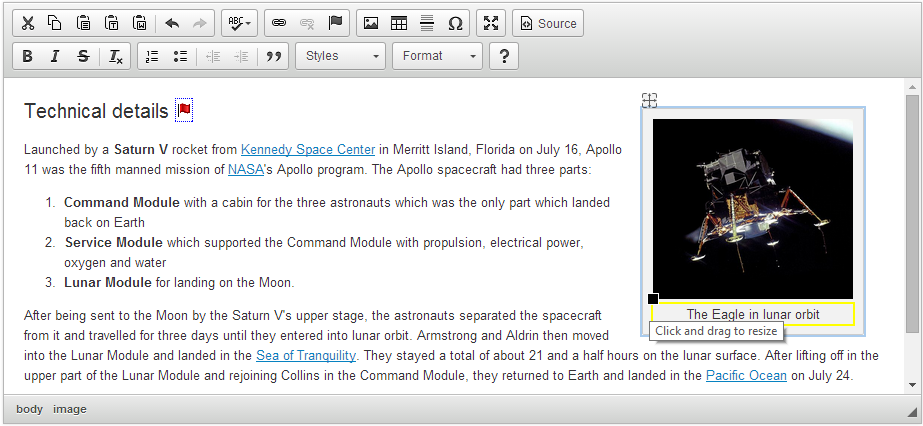 ABC
Source
B I S Ix
Styles
Format
?
Technical details
Launched by a Saturn V rocket from Kennedy Space Center in Merritt Island, Florida on July 16, Apollo
11 was the fifth manned mission of NASA's Apollo program. The Apollo spacecraft had three parts:
1. Command Module with a cabin for the three astronauts which was the only part which landed
back on Earth
2. Service Module which supported the Command Module with propulsion, electrical power,
oxygen and water
3. Lunar Module for landing on the Moon.
The Eagle in lunar orbit
Click and drag to resize
After being sent to the Moon by the Saturn V's upper stage, the astronauts separated the spacecraft
from it and travelled for three days until they entered into lunar orbit. Armstrong and Aldrin then moved
into the Lunar Module and landed in the Sea of Tranquility. They stayed a total of about 21 and a half hours on the lunar surface. After lifting off in the
upper part of the Lunar Module and rejoining Collins in the Command Module, they returned to Earth and landed in the Pacific Ocean on July 24.
body image